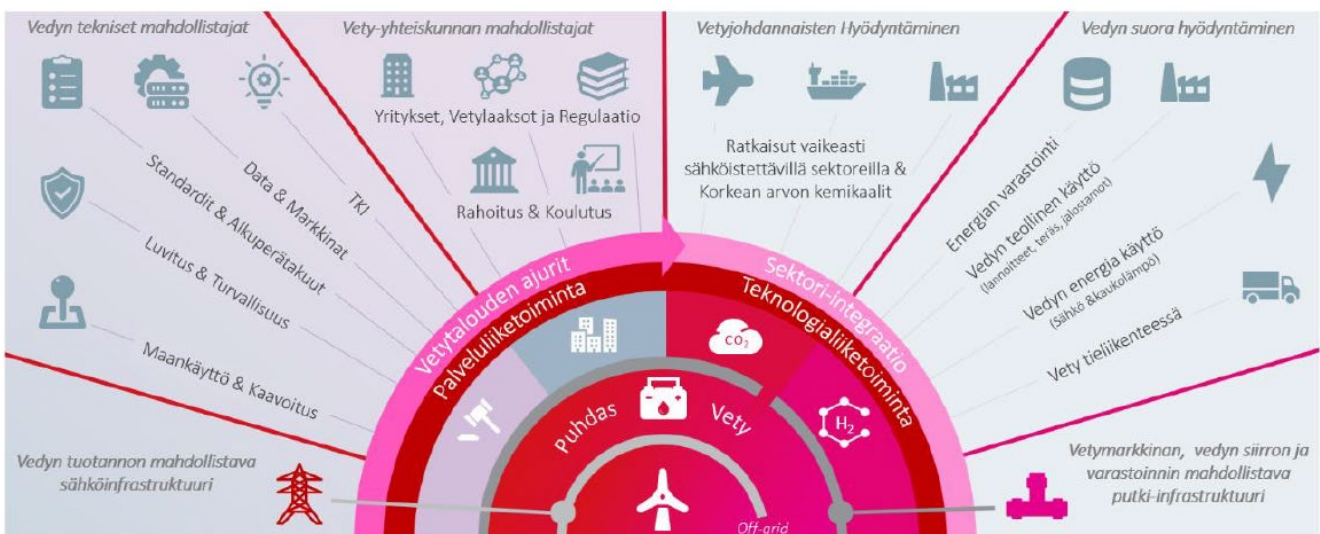 Vedyn tekniset mahdollistajat
Standardit & Alkuperätakuut
Data & Markkinat
TKI
Luvitus & Turvallisuus
Maankäyttö & Kaavoitus
Vety-yhteiskunnan mahdollistajat
Yritykset, Vetylaaksot ja Regulaatio
Rahoitus & Koulutus
Vetyjohdannaisten Hyödyntäminen
Ratkaisut vaikeasti
sähköistettävillä sektoreilla &
Korkean arvon kemikaalit
Vedyn suora hyödyntäminen
Energian varastointi
Vedyn teollinen käyttö
(lannoitteet, teräs, jalostamot)
Vedyn energia käyttö
(Sähkö &kaukolämpö)
Vety tieliikenteessä
Vetytalouden ajurit
Sektori-integraatio
Palveluliiketoiminta
Teknologialiiketoiminta
CO₂
H₂
Puhdas Vety
Off-grid
Vedyn tuotannon mahdollistava
sähköinfrastruktuuri
Vetymarkkinan, vedyn siirron ja
varastoinnin mahdollistava
putki-infrastruktuuri